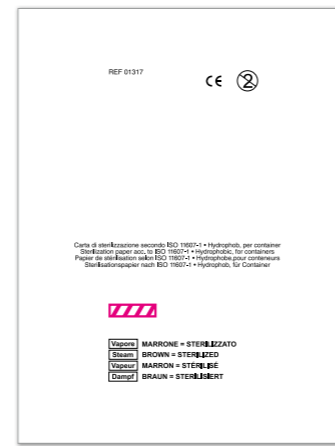 REF 01317
CE 2
Carta di sterilizzazione secondo ISO 11607-1 • Hydrophob, per container
Sterilization paper acc. to ISO 11607-1 • Hydrophobic, for containers
Papier de stérilisation selon ISO 11607-1 • Hydrophobe,pour conteneurs
Sterilisationspapier nach ISO 11607-1 • Hydrophob, für Container
Vapore MARRONE = STERILIZZATO
Steam BROWN = STERILIZED
Vapeur MARRON = STÉRILISÉ
Dampf BRAUN = STERILISIERT